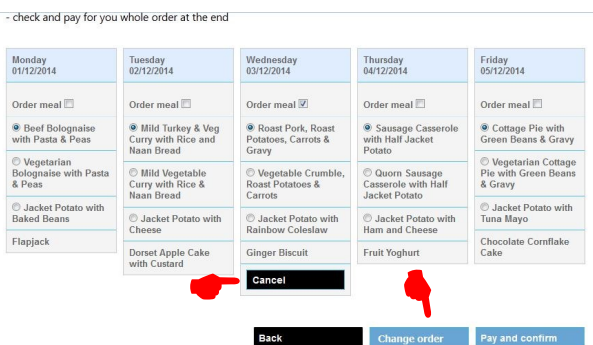 - check and pay for you whole order at the end
Monday
01/12/2014
Order meal
Beef Bolognaise
with Pasta & Peas
Vegetarian
Bolognaise with Pasta
& Peas
Jacket Potato with
Baked Beans
Flapjack
Tuesday
02/12/2014
Order meal
Mild Turkey & Veg
Curry with Rice and
Naan Bread
Mild Vegetable
Curry with Rice &
Naan Bread
Jacket Potato with
Cheese
Dorset Apple Cake
with Custard
Wednesday
03/12/2014
Order meal
Roast Pork, Roast
Potatoes, Carrots &
Gravy
Vegetable Crumble,
Roast Potatoes &
Carrots
Jacket Potato with
Rainbow Coleslaw
Ginger Biscuit
Cancel
Thursday
04/12/2014
Order meal
Sausage Casserole
with Half Jacket
Potato
Quorn Sausage
Casserole with Half
Jacket Potato
Jacket Potato with
Ham and Cheese
Fruit Yoghurt
Friday
05/12/2014
Order meal
Cottage Pie with
Green Beans & Gravy
Vegetarian Cottage
Pie with Green Beans
& Gravy
Jacket Potato with
Tuna Mayo
Chocolate Cornflake
Cake
Back
Change order
Pay and confirm